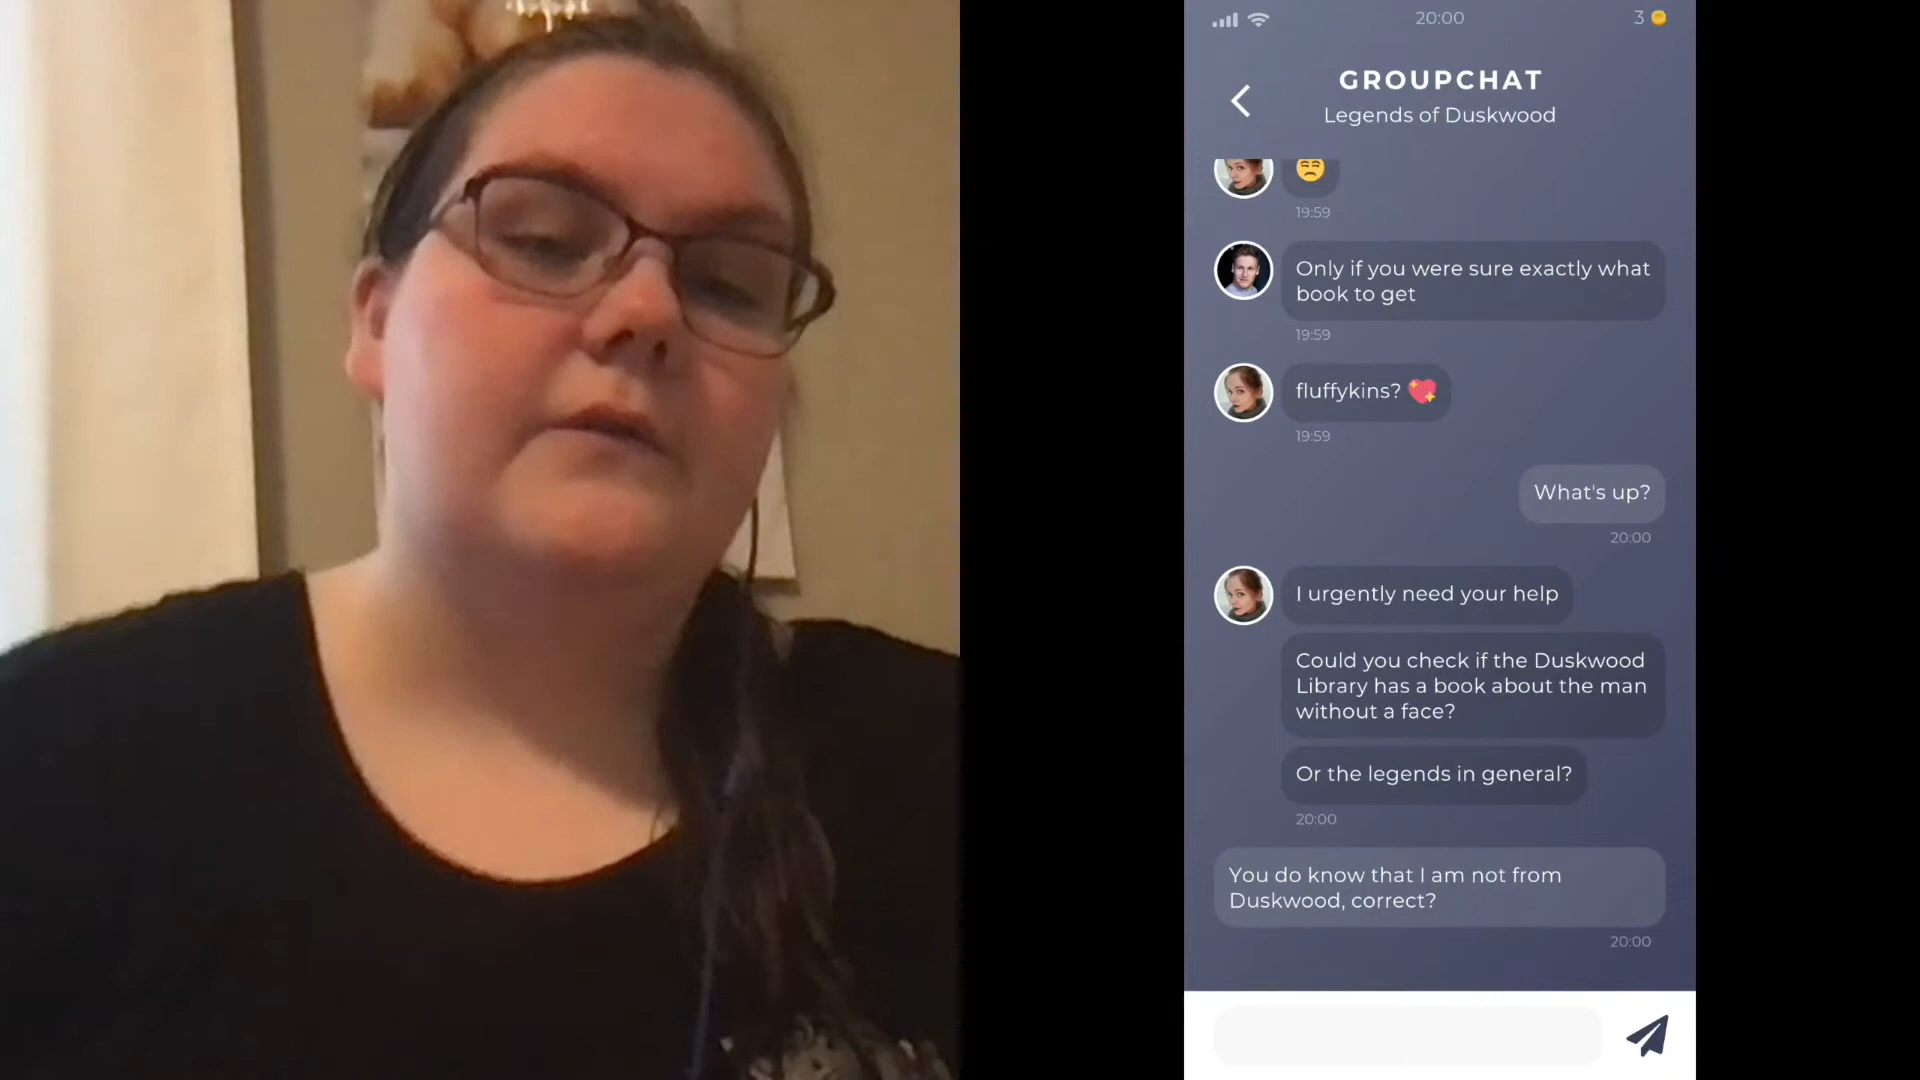 20:00
3
GROUPCHAT
Legends of Duskwood
19:59
Only if you were sure exactly what
book to get
19:59
fluffykins?
19:59
What's up?
20:00
I urgently need your help
Could you check if the Duskwood
Library has a book about the man
without a face?
Or the legends in general?
20:00
You do know that I am not from
Duskwood, correct?
20:00